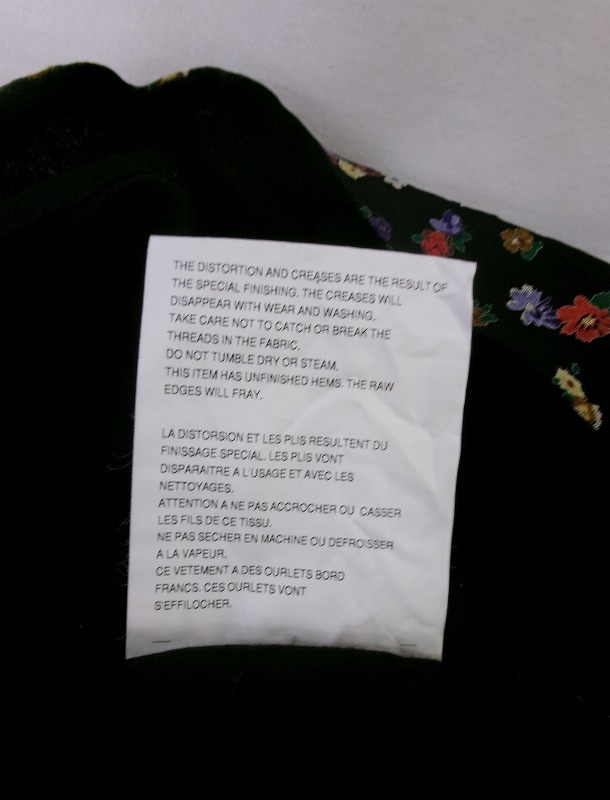 THE DISTORTION AND CREASES ARE THE RESULT OF
THE SPECIAL FINISHING. THE CREASES WILL
DISAPPEAR WITH WEAR AND WASHING.
TAKE CARE NOT TO CATCH OR BREAK THE
THREADS IN THE FABRIC.
DO NOT TUMBLE DRY OR STEAM.
THIS ITEM HAS UNFINISHED HEMS. THE RAW
EDGES WILL FRAY.
LA DISTORSION ET LES PLIS RESULTENT DU
FINISSAGE SPECIAL. LES PLIS VONT
DISPARAITRE A L'USAGE ET AVEC LES
NETTOYAGES.
ATTENTION A NE PAS ACCROCHER OU CASSER
LES FILS DE CE TISSU.
NE PAS SECHER EN MACHINE OU DEFROISSER
A LA VAPEUR.
CE VETEMENT A DES OURLETS BORD
FRANCS. CES OURLETS VONT
S'EFFILOCHER.